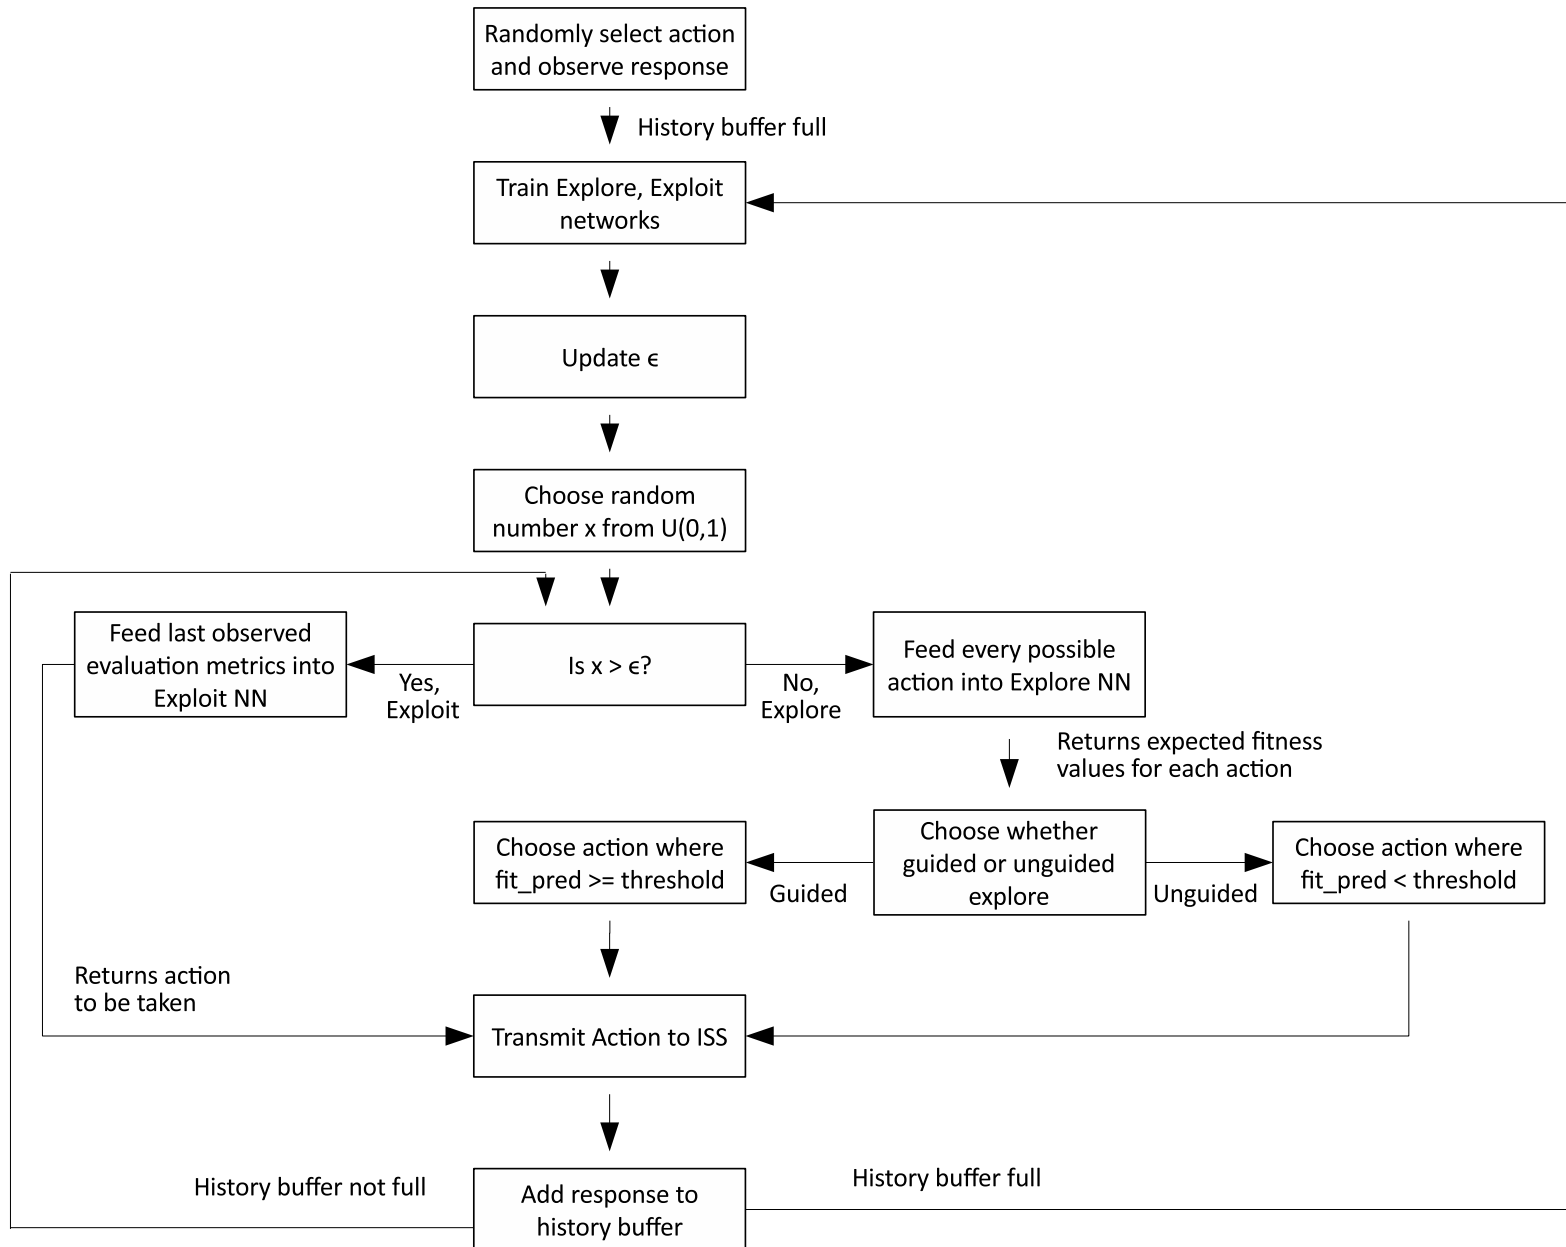 Randomly select action
and observe response
History buffer full
Train Explore, Exploit
networks
Update ϵ
Choose random
number x from U(0,1)
Feed last observed
evaluation metrics into
Exploit NN
Is x > ϵ?
Feed every possible
action into Explore NN
Yes,
Exploit
No,
Explore
Returns expected fitness
values for each action
Choose action where
fit_pred >= threshold
Choose whether
guided or unguided
explore
Choose action where
fit_pred < threshold
Guided
Unguided
Returns action
to be taken
Transmit Action to ISS
History buffer not full
Add response to
history buffer
History buffer full